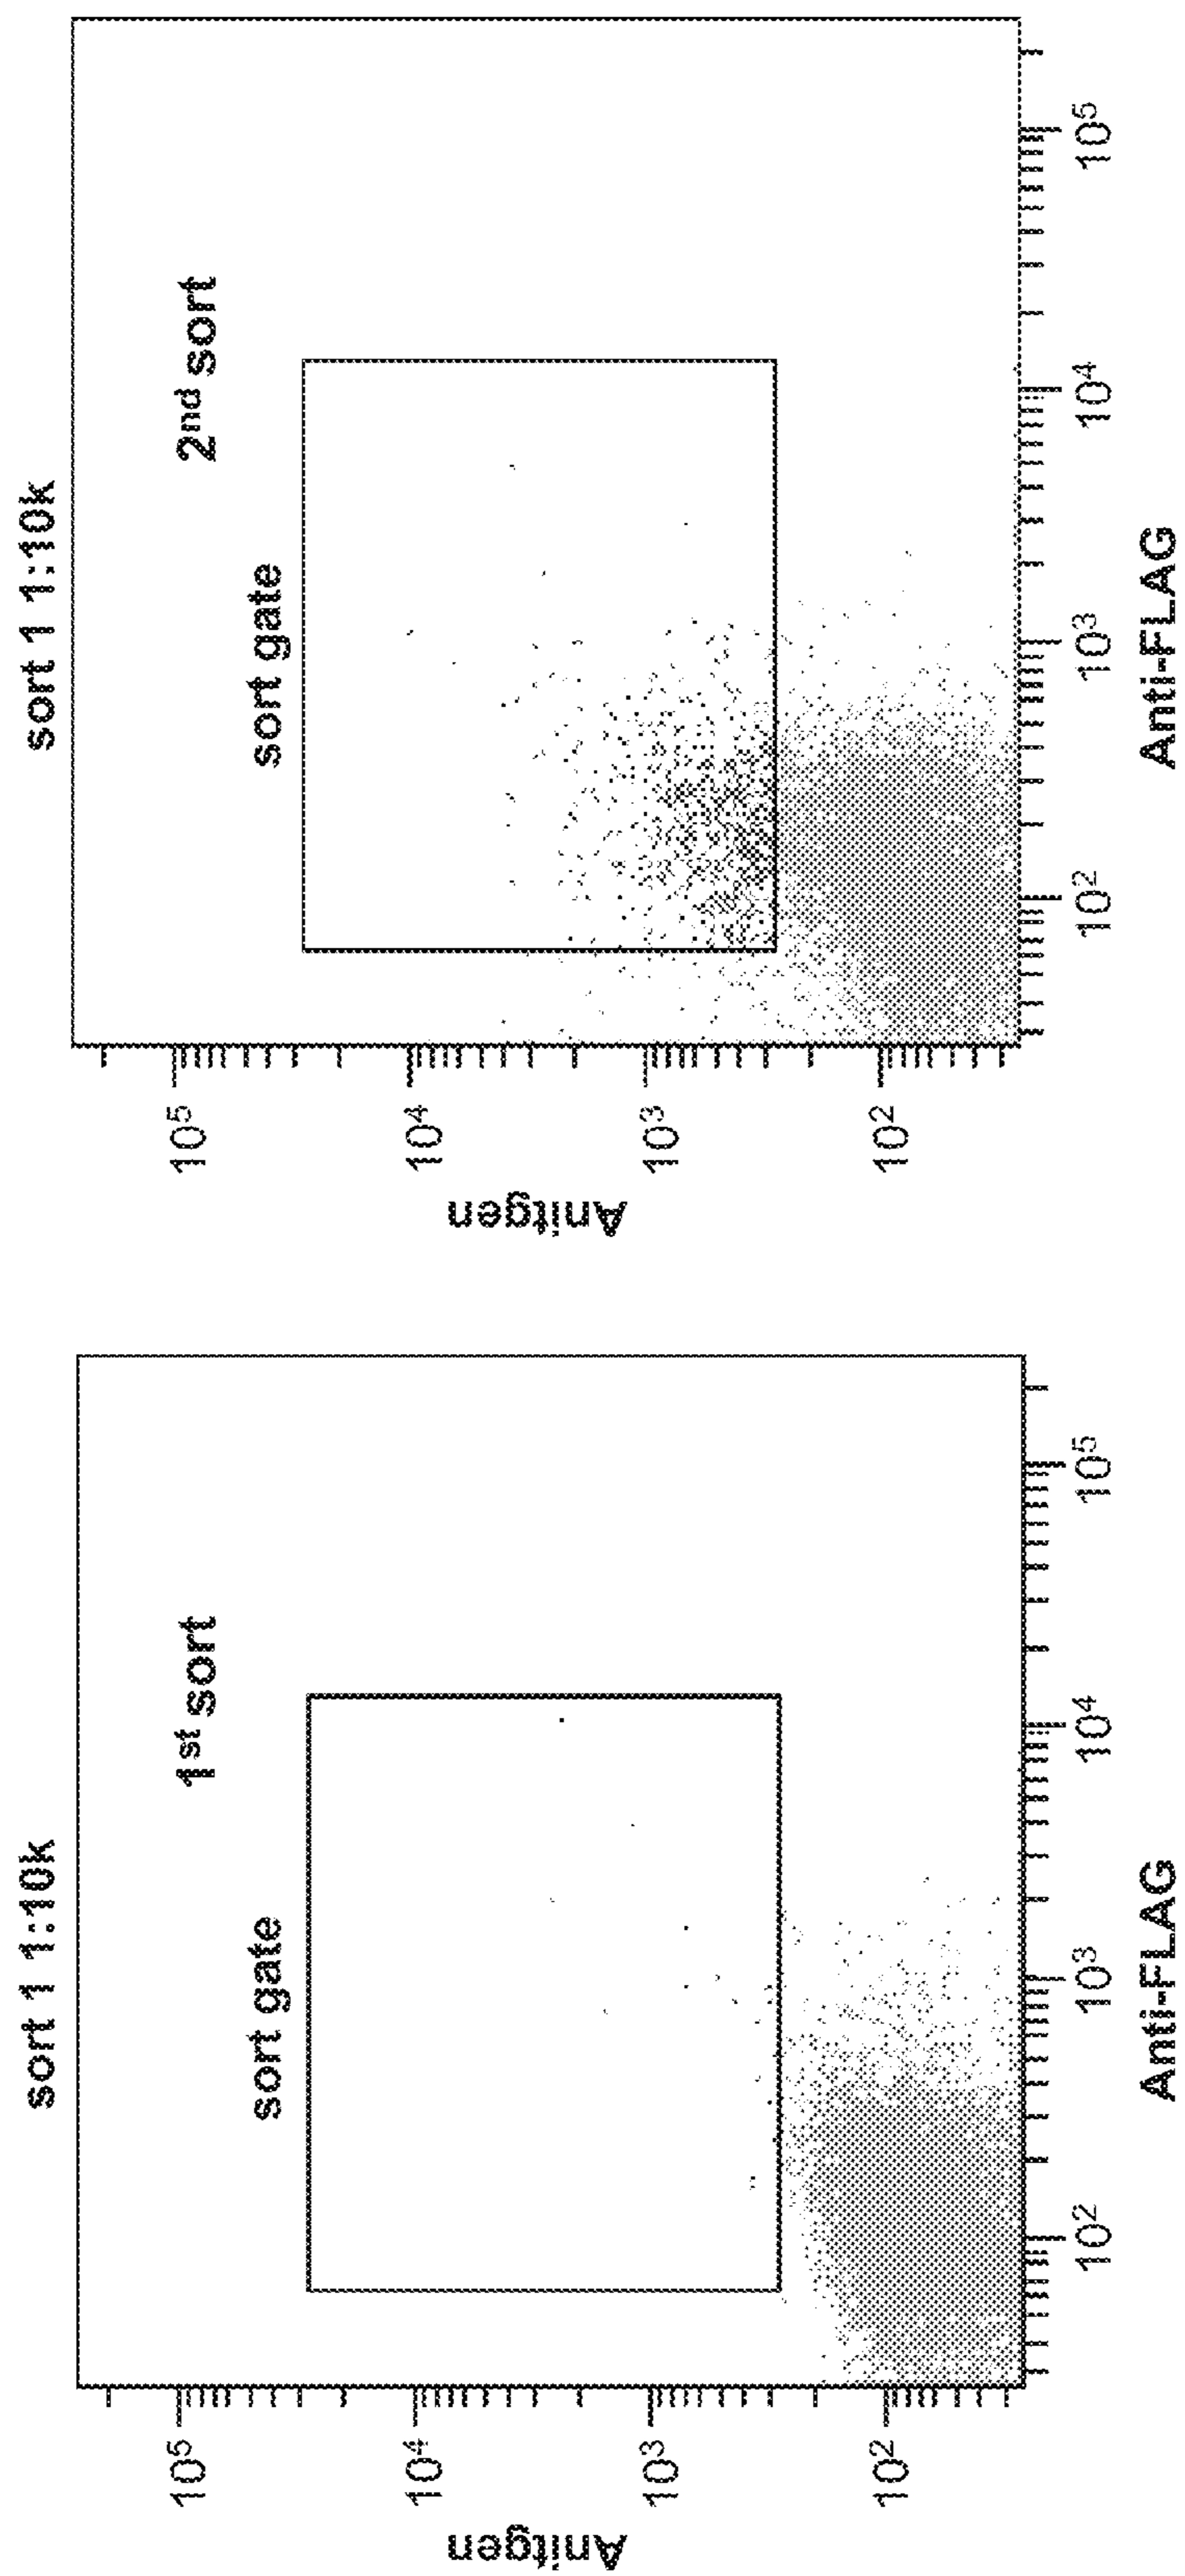 sort 1 1:10k
1st sort
sort gate
10⁵
10⁴
10³
10²
Anitgen
10² 10³ 10⁴ 10⁵
Anti-FLAG
sort 1 1:10k
2nd sort
sort gate
10⁵
10⁴
10³
10²
Anitgen
10² 10³ 10⁴ 10⁵
Anti-FLAG